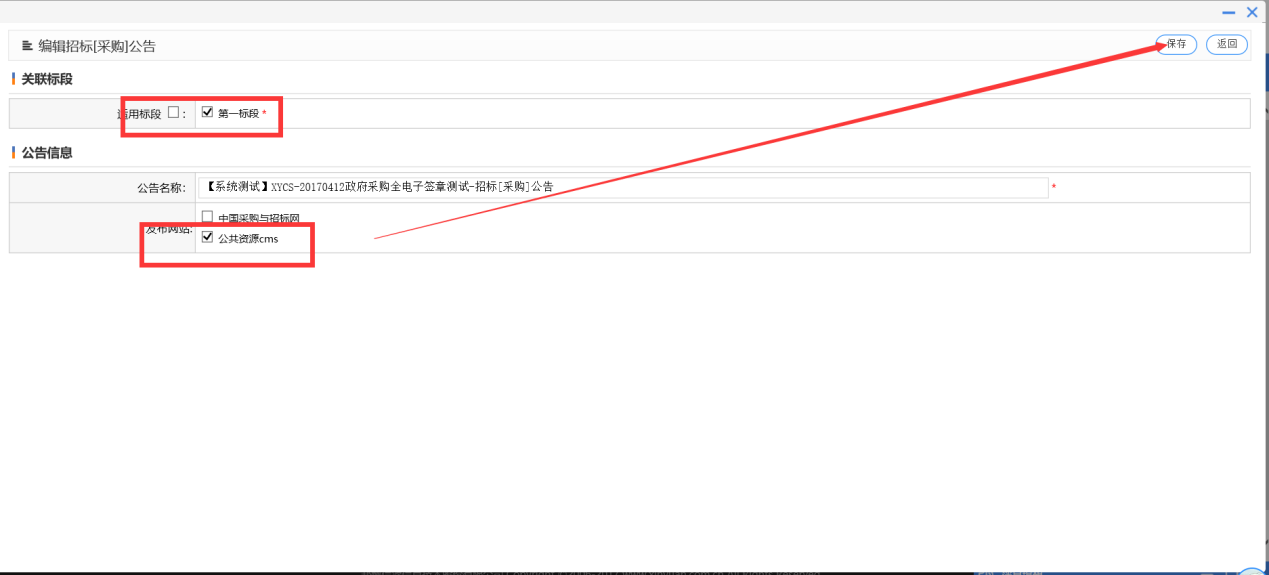 编辑招标[采购]公告
保存
返回
关联标段
适用标段 : 第一标段 *
公告信息
公告名称: 【系统测试】XYCS-20170412政府采购全电子签章测试-招标[采购]公告 *
中国采购与招标网
发布网站:
公共资源cms